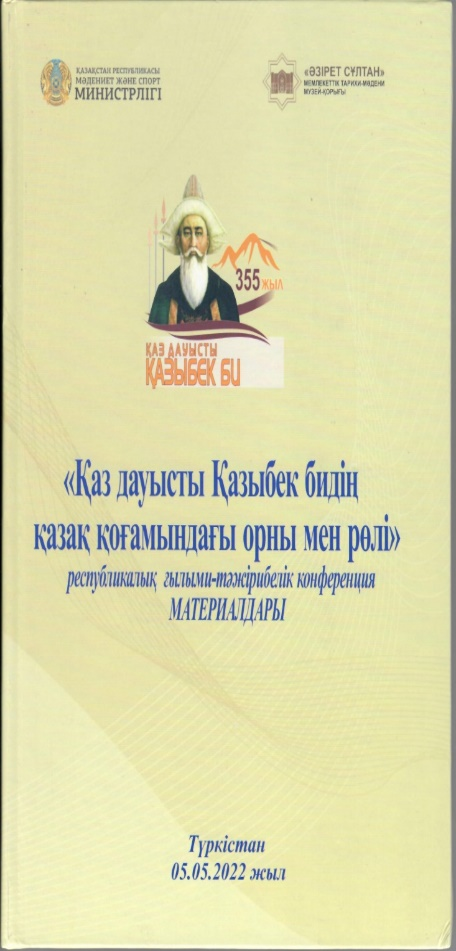 ҚАЗАҚСТАН РЕСПУБЛИКАСЫ
МӘДЕНИЕТ ЖӘНЕ СПОРТ
МИНИСТРЛІГІ
«ӘЗІРЕТ СҰЛТАН»
МЕМЛЕКЕТТІК ТАРИХИ-МӘДЕНИ
МУЗЕЙ-ҚОРЫҒЫ
355 ЖЫЛ
ҚАЗ ДАУЫСТЫ
ҚАЗЫБЕК БИ
«Қаз дауысты Қазыбек бидің
қазақ қоғамындағы орны мен рөлі»
республикалық ғылыми-тәжірибелік конференция
МАТЕРИАЛДАРЫ
Түркістан
05.05.2022 жыл